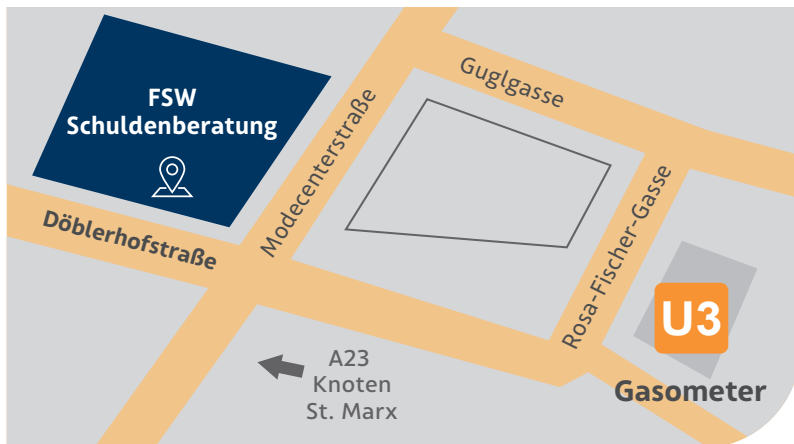 FSW
Schuldenberatung
Guglgasse
Modecenterstraße
Döblerhofstraße
Rosa-Fischer-Gasse
U3
Gasometer
A23
Knoten
St. Marx